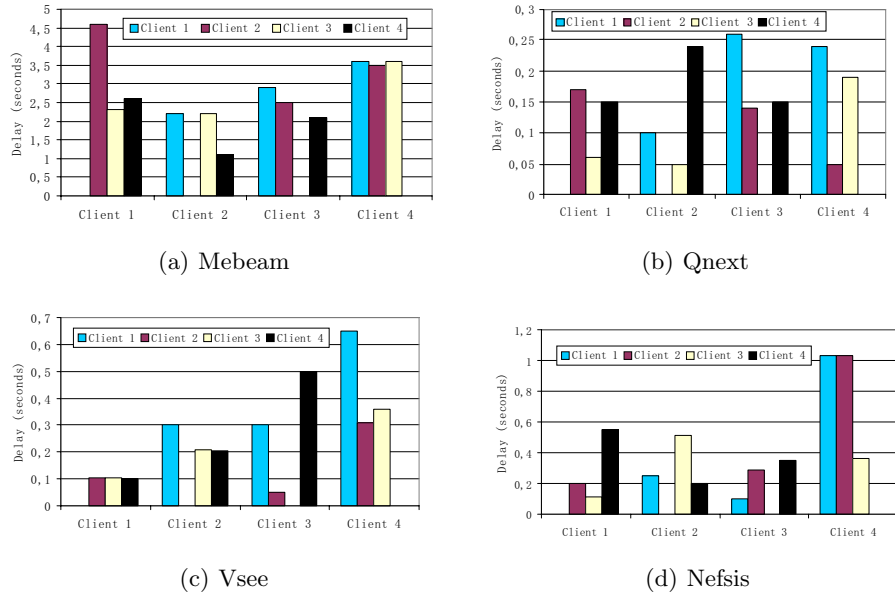 5
4,5
4
3,5
3
2,5
2
1,5
1
0,5
0
Delay (seconds)
Client 1 Client 2 Client 3 Client 4
Client 1 Client 2 Client 3 Client 4
(a) Mebeam
0,3
0,25
0,2
0,15
0,1
0,05
0
Delay (seconds)
Client 1 Client 2 Client 3 Client 4
Client 1 Client 2 Client 3 Client 4
(b) Qnext
0,7
0,6
0,5
0,4
0,3
0,2
0,1
0
Delay (seconds)
Client 1 Client 2 Client 3 Client 4
Client 1 Client 2 Client 3 Client 4
(c) Vsee
1,2
1
0,8
0,6
0,4
0,2
0
Delay (seconds)
Client 1 Client 2 Client 3 Client 4
Client 1 Client 2 Client 3 Client 4
(d) Nefsis